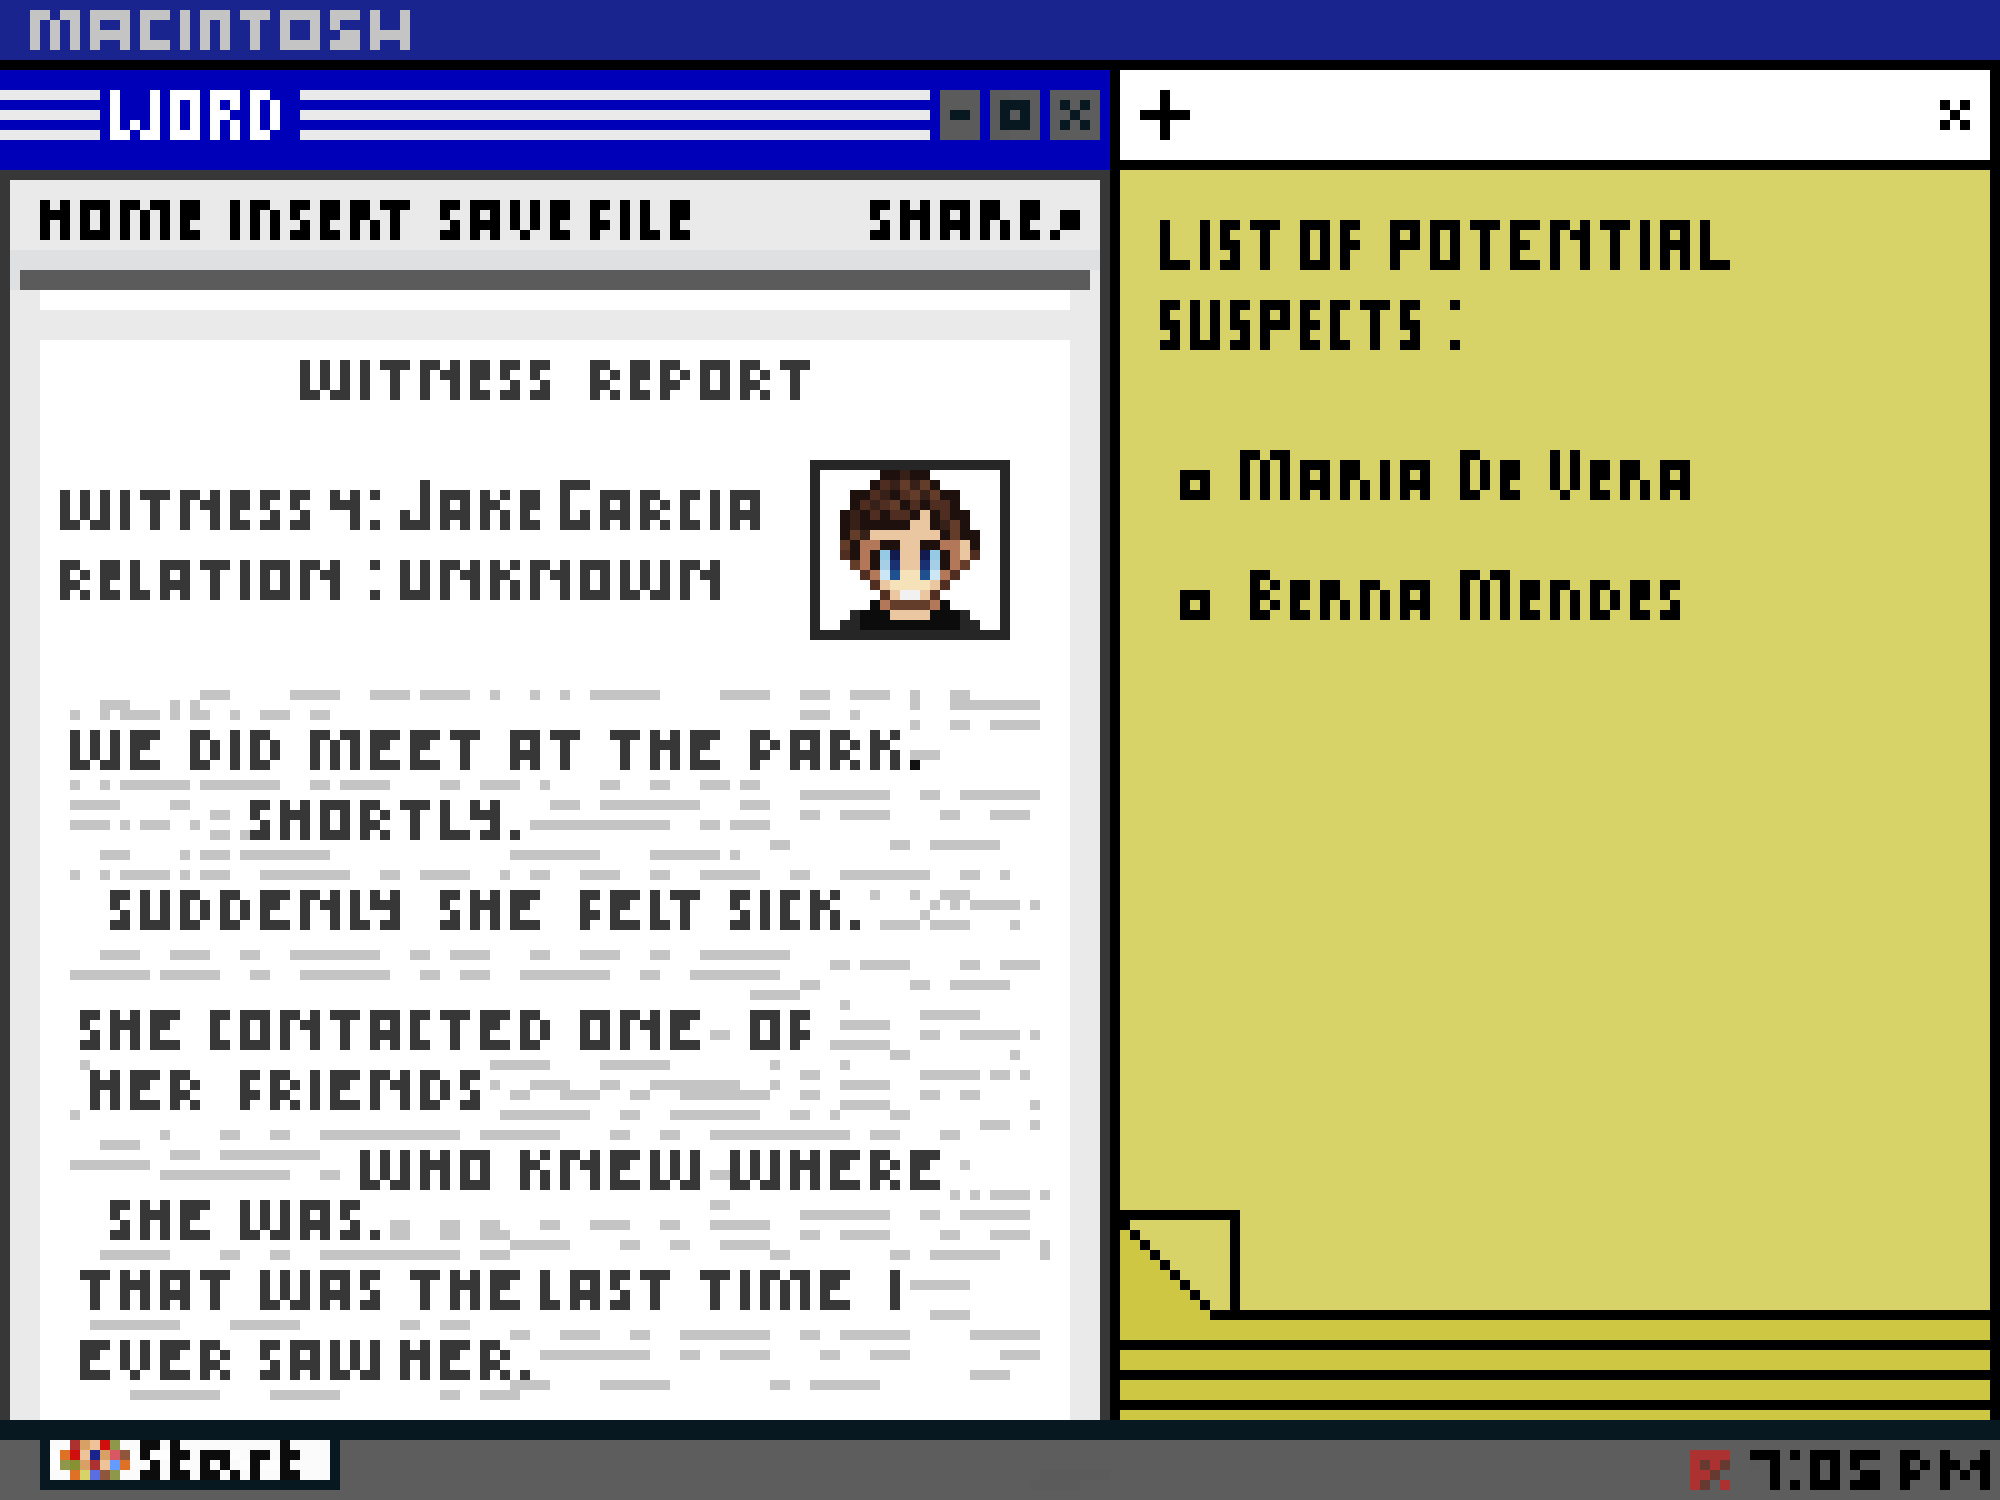 MACINTOSH
WORD
HOME INSERT SAVE FILE SHARE
WITNESS REPORT
WITNESS 4: JAKE GARCIA
RELATION : UNKNOWN
WE DID MEET AT THE PARK.
SHORTLY.
SUDDENLY SHE FELT SICK.
SHE CONTACTED ONE OF
HER FRIENDS
WHO KNEW WHERE
SHE WAS.
THAT WAS THE LAST TIME I
EVER SAW HER.
LIST OF POTENTIAL
SUSPECTS :
MARIA DE VERA
BERNA MENDES
Start
7:05 PM